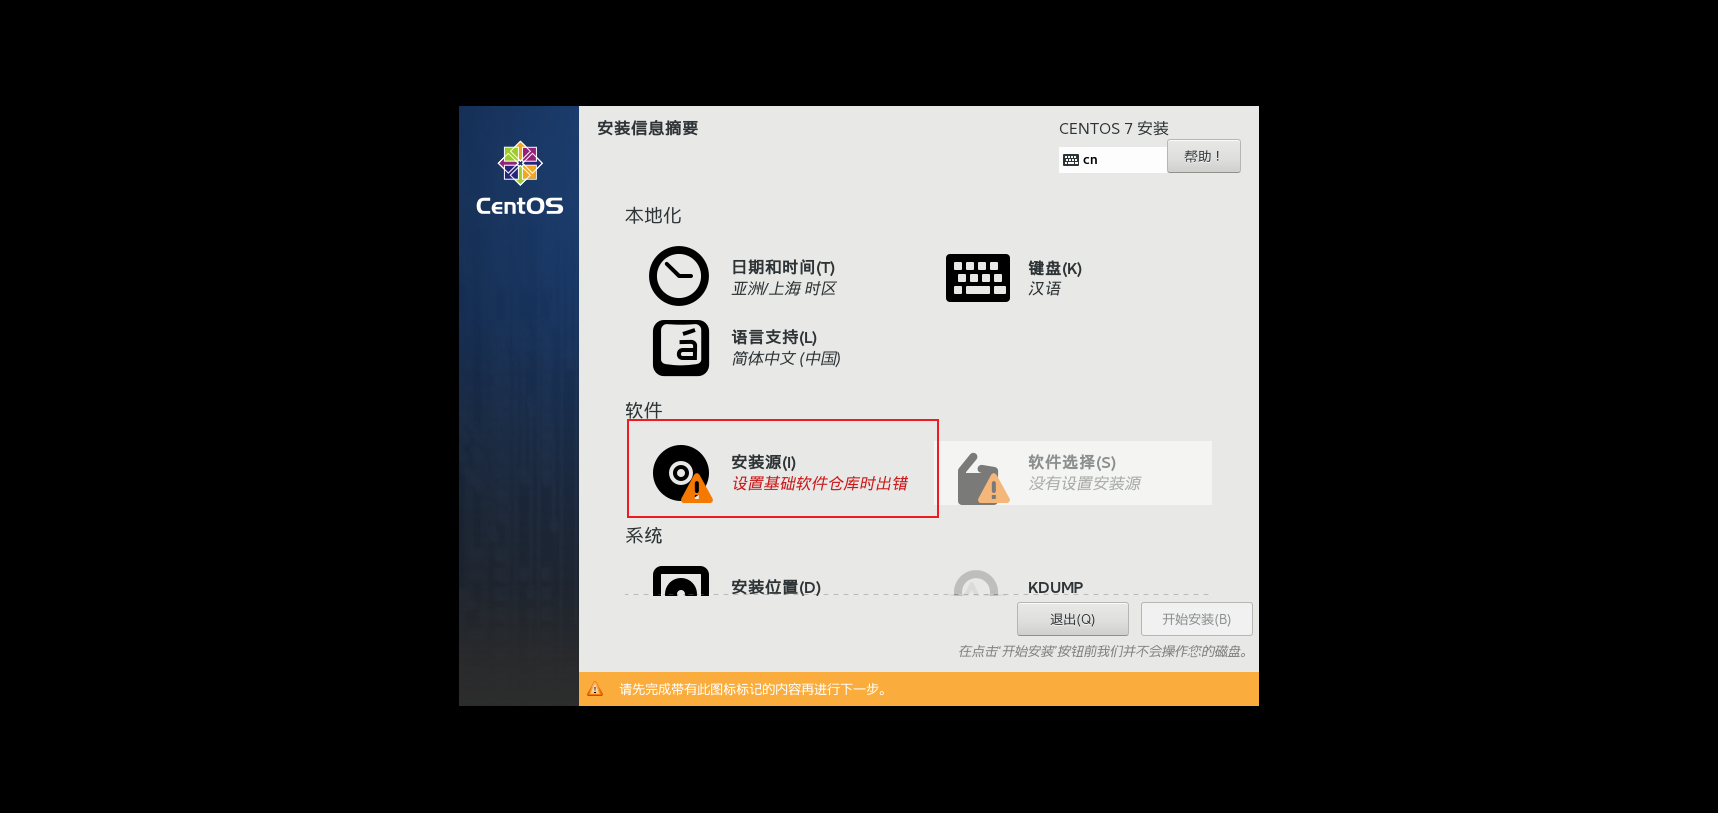 CentOS
安装信息摘要
CENTOS 7 安装
cn
帮助！
本地化
日期和时间(T)
亚洲/上海 时区
键盘(K)
汉语
语言支持(L)
简体中文 (中国)
软件
安装源(I)
设置基础软件仓库时出错
软件选择(S)
没有设置安装源
系统
安装位置(D)
KDUMP
退出(Q)
开始安装(B)
在点击"开始安装"按钮前我们并不会操作您的磁盘。
请先完成带有此图标标记的内容再进行下一步。